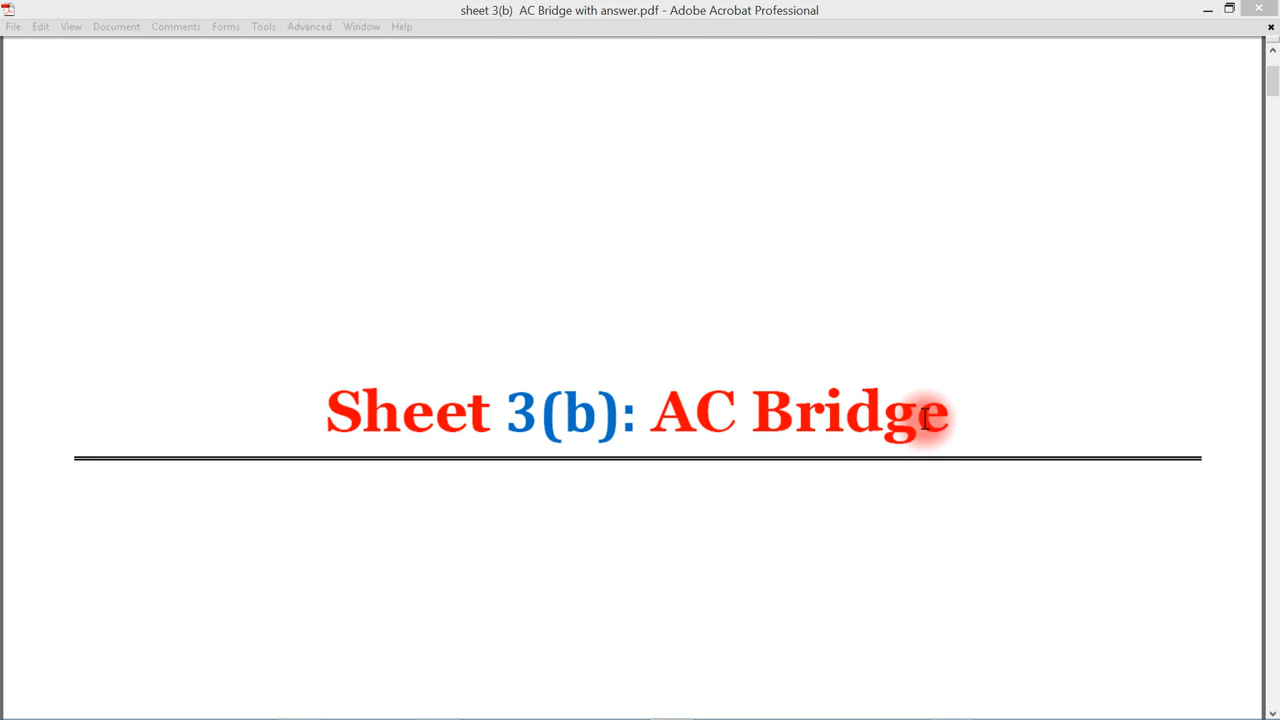 sheet 3(b)  AC Bridge with answer.pdf - Adobe Acrobat Professional
File Edit View Document Comments Forms Tools Advanced Window Help
Sheet 3(b): AC Bridge